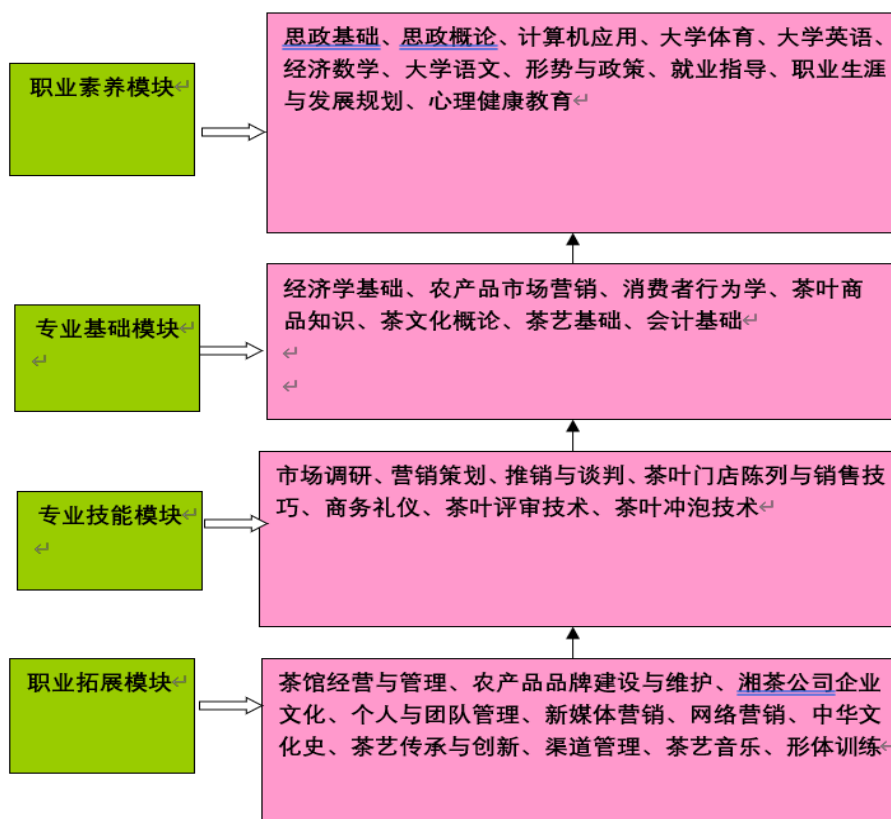 职业素养模块
思政基础、思政概论、计算机应用、大学体育、大学英语、
经济数学、大学语文、形势与政策、就业指导、职业生涯
与发展规划、心理健康教育
专业基础模块
经济学基础、农产品市场营销、消费者行为学、茶叶商
品知识、茶文化概论、茶艺基础、会计基础
专业技能模块
市场调研、营销策划、推销与谈判、茶叶门店陈列与销售技
巧、商务礼仪、茶叶评审技术、茶叶冲泡技术
职业拓展模块
茶馆经营与管理、农产品品牌建设与维护、湘茶公司企业
文化、个人与团队管理、新媒体营销、网络营销、中华文
化史、茶艺传承与创新、渠道管理、茶艺音乐、形体训练